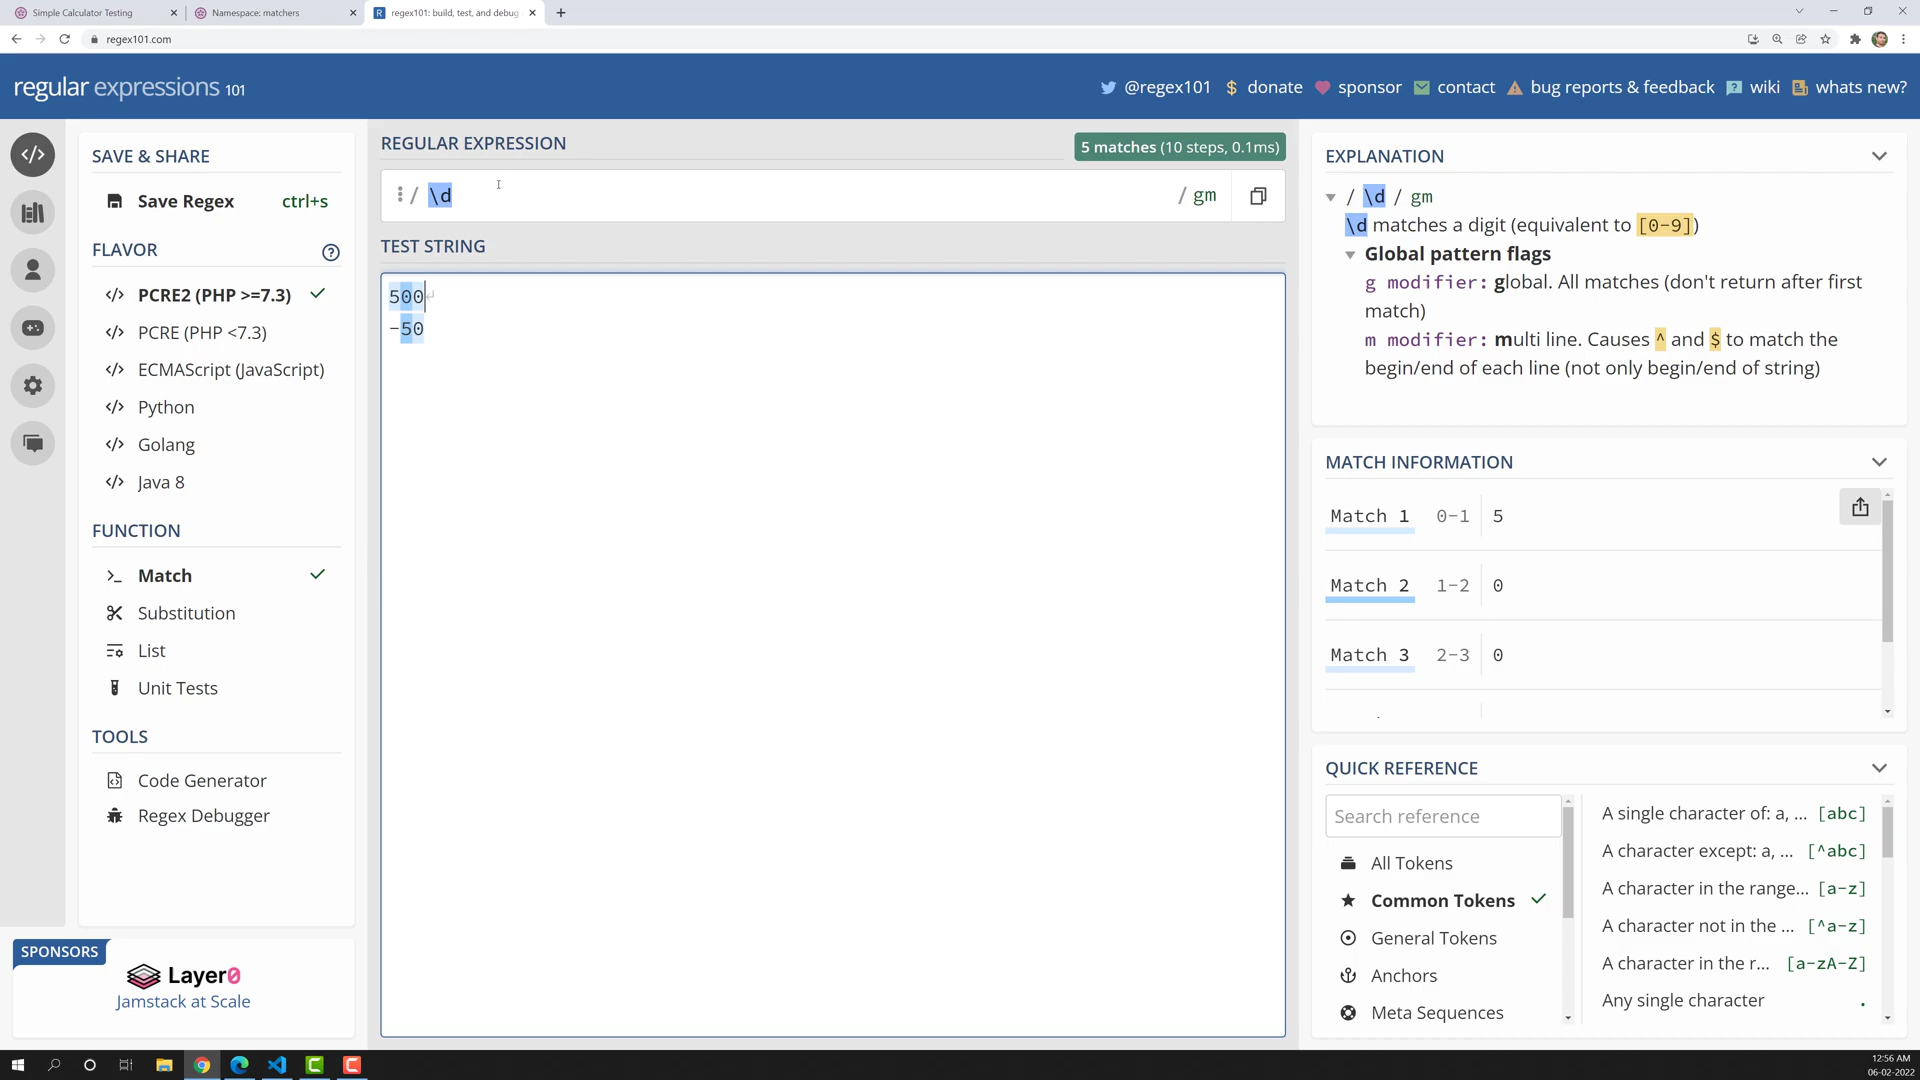 Simple Calculator Testing
Namespace: matchers
regex101: build, test, and debug
regex101.com
regular expressions 101
@regex101
$ donate
sponsor
contact
bug reports & feedback
wiki
whats new?
SAVE & SHARE
Save Regex ctrl+s
FLAVOR
PCRE2 (PHP >=7.3)
PCRE (PHP <7.3)
ECMAScript (JavaScript)
Python
Golang
Java 8
FUNCTION
Match
Substitution
List
Unit Tests
TOOLS
Code Generator
Regex Debugger
SPONSORS
Layer0
Jamstack at Scale
REGULAR EXPRESSION
5 matches (10 steps, 0.1ms)
/ \d / gm
TEST STRING
500
-50
EXPLANATION
/ \d / gm
\d matches a digit (equivalent to [0-9])
Global pattern flags
g modifier: global. All matches (don't return after first
match)
m modifier: multi line. Causes ^ and $ to match the
begin/end of each line (not only begin/end of string)
MATCH INFORMATION
Match 1 0-1 5
Match 2 1-2 0
Match 3 2-3 0
QUICK REFERENCE
Search reference
All Tokens
Common Tokens
General Tokens
Anchors
Meta Sequences
A single character of: a, ... [abc]
A character except: a, ... [^abc]
A character in the range... [a-z]
A character not in the ... [^a-z]
A character in the r... [a-zA-Z]
Any single character .
12:56 AM
06-02-2022